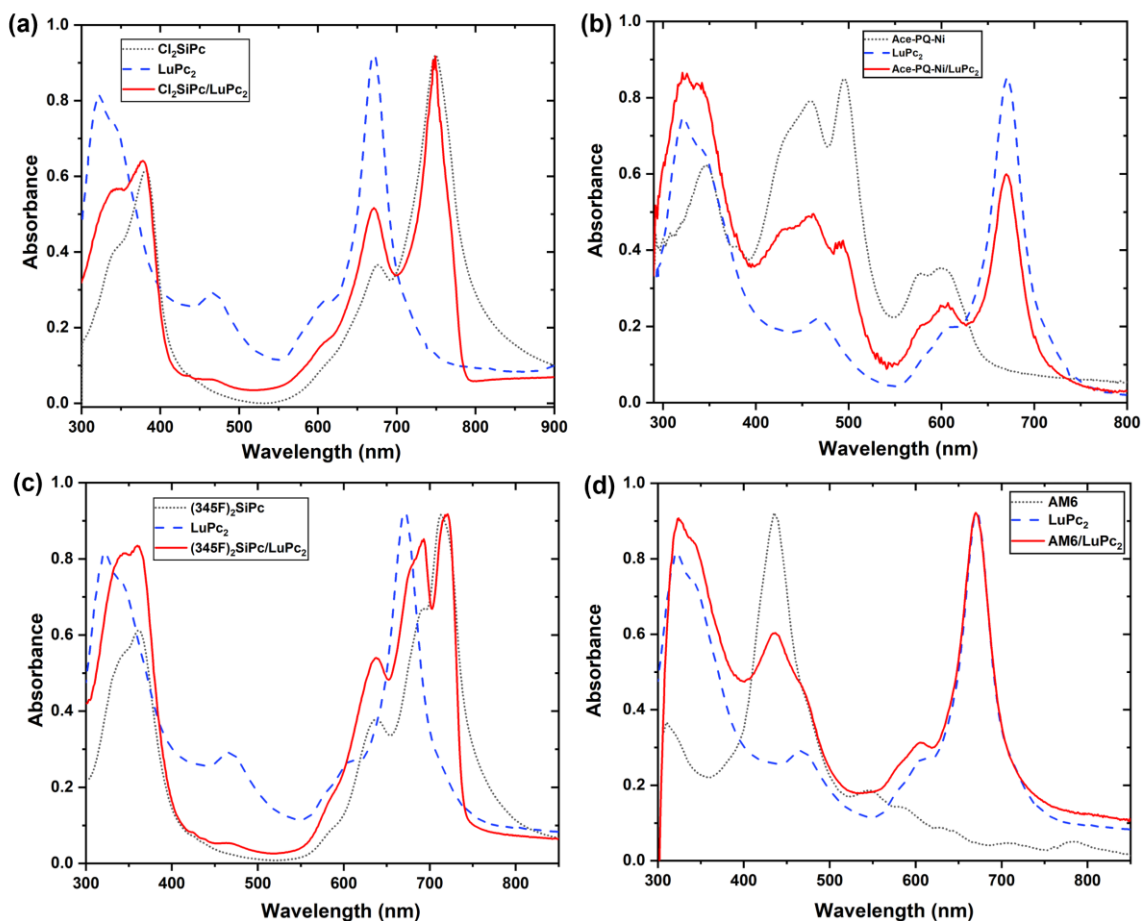 (a)
Cl₂SiPc
LuPc₂
Cl₂SiPc/LuPc₂
1.0
0.8
0.6
0.4
0.2
0.0
Absorbance
300 400 500 600 700 800 900
Wavelength (nm)
(b)
Ace-PQ-Ni
LuPc₂
Ace-PQ-Ni/LuPc₂
1.0
0.8
0.6
0.4
0.2
0.0
Absorbance
300 400 500 600 700 800
Wavelength (nm)
(c)
(345F)₂SiPc
LuPc₂
(345F)₂SiPc/LuPc₂
1.0
0.8
0.6
0.4
0.2
0.0
Absorbance
300 400 500 600 700 800
Wavelength (nm)
(d)
AM6
LuPc₂
AM6/LuPc₂
1.0
0.8
0.6
0.4
0.2
0.0
Absorbance
300 400 500 600 700 800
Wavelength (nm)